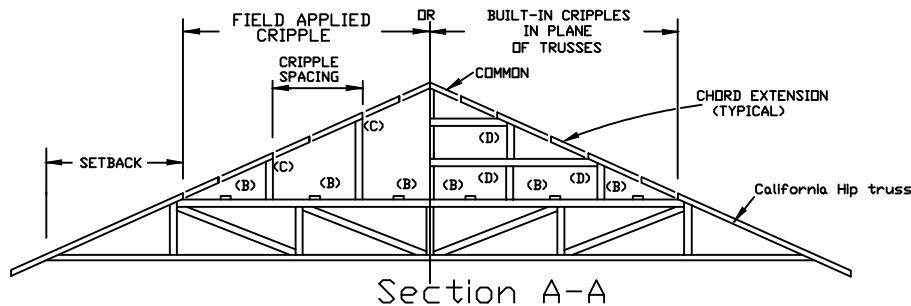 FIELD APPLIED
CRIPPLE
OR
BUILT-IN CRIPPLES
IN PLANE
OF TRUSSES
CRIPPLE
SPACING
COMMON
CHORD EXTENSION
(TYPICAL)
(C)
(D)
SETBACK
(C)
(B)
(B)
(B)
(B)
(D)
(B)
(D)
(B)
California Hip truss
Section A-A